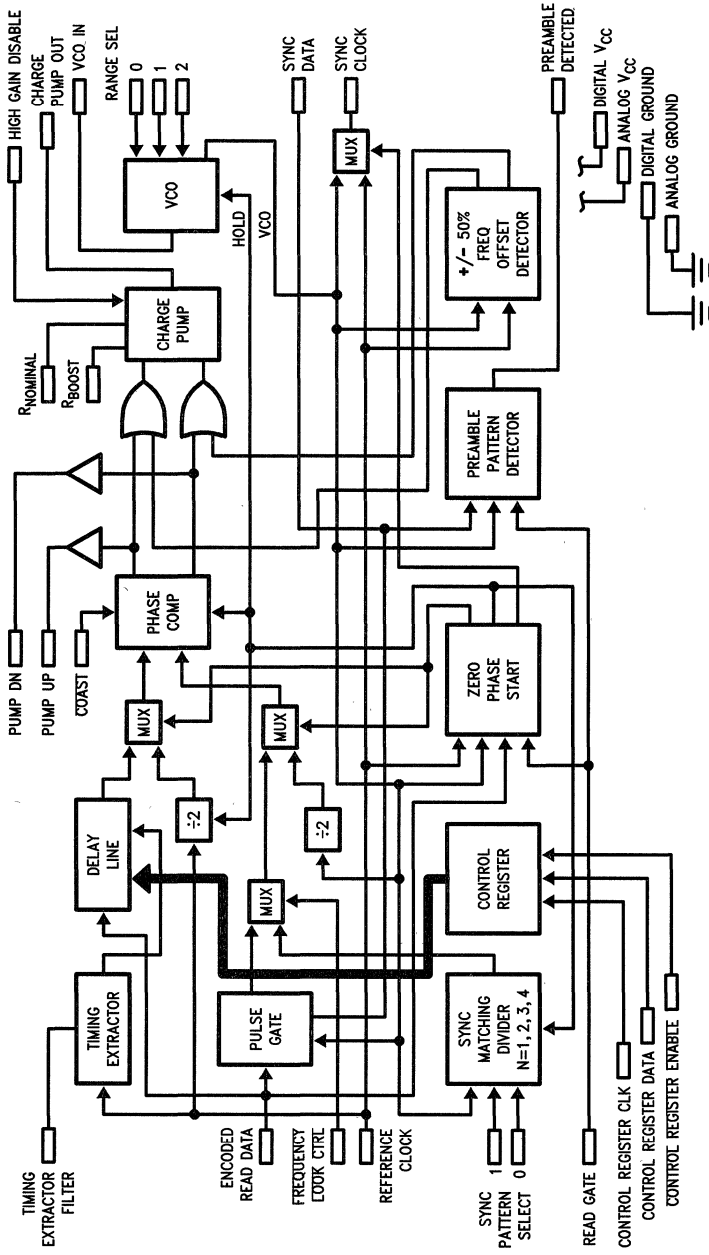 TIMING
EXTRACTOR
FILTER
PUMP DN
PUMP UP
COAST
R_NOMINAL
R_BOOST
HIGH GAIN DISABLE
CHARGE
PUMP OUT
VCO IN
RANGE SEL
0
1
2
TIMING
EXTRACTOR
DELAY
LINE
÷2
MUX
PHASE
COMP
CHARGE
PUMP
VCO
HOLD
VCO
ENCODED
READ DATA
FREQUENCY
LOOK CTRL
REFERENCE
CLOCK
PULSE
GATE
MUX
÷2
MUX
SYNC
DATA
SYNC
CLOCK
MUX
SYNC
PATTERN
SELECT
1
0
SYNC
MATCHING
DIVIDER
N=1, 2, 3, 4
CONTROL
REGISTER
ZERO
PHASE
START
PREAMBLE
PATTERN
DETECTOR
+/- 50%
FREQ
OFFSET
DETECTOR
PREAMBLE
DETECTED
READ GATE
CONTROL REGISTER CLK
CONTROL REGISTER DATA
CONTROL REGISTER ENABLE
DIGITAL VCC
ANALOG VCC
DIGITAL GROUND
ANALOG GROUND